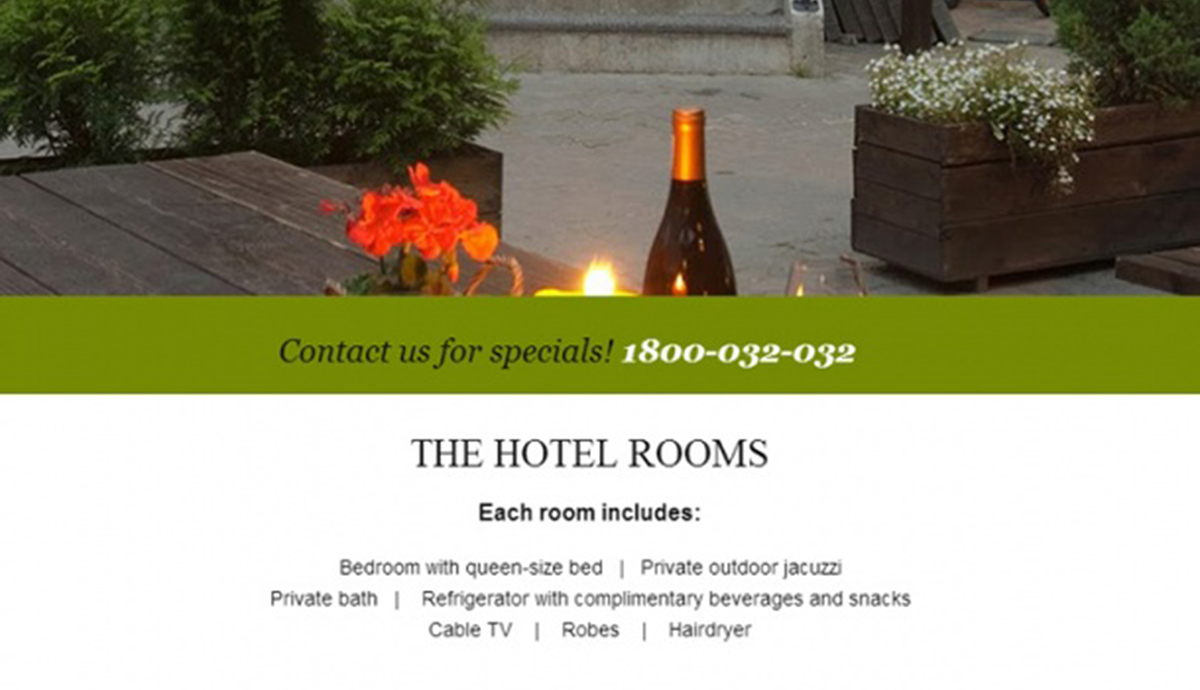 Contact us for specials! 1800-032-032
THE HOTEL ROOMS
Each room includes:
Bedroom with queen-size bed | Private outdoor jacuzzi
Private bath | Refrigerator with complimentary beverages and snacks
Cable TV | Robes | Hairdryer